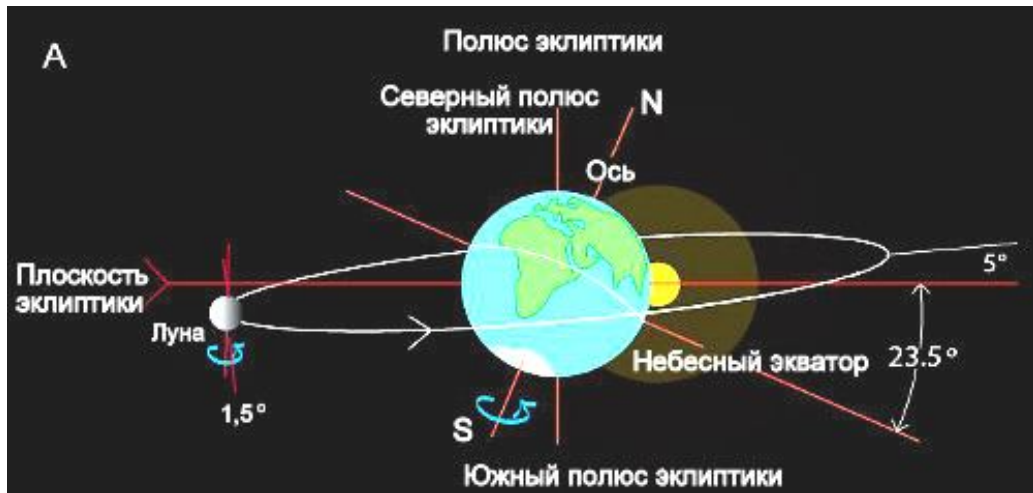 A
Полюс эклиптики
Северный полюс
эклиптики
N
Ось
Плоскость
эклиптики
5°
Луна
Небесный экватор
23.5°
1,5°
S
Южный полюс эклиптики